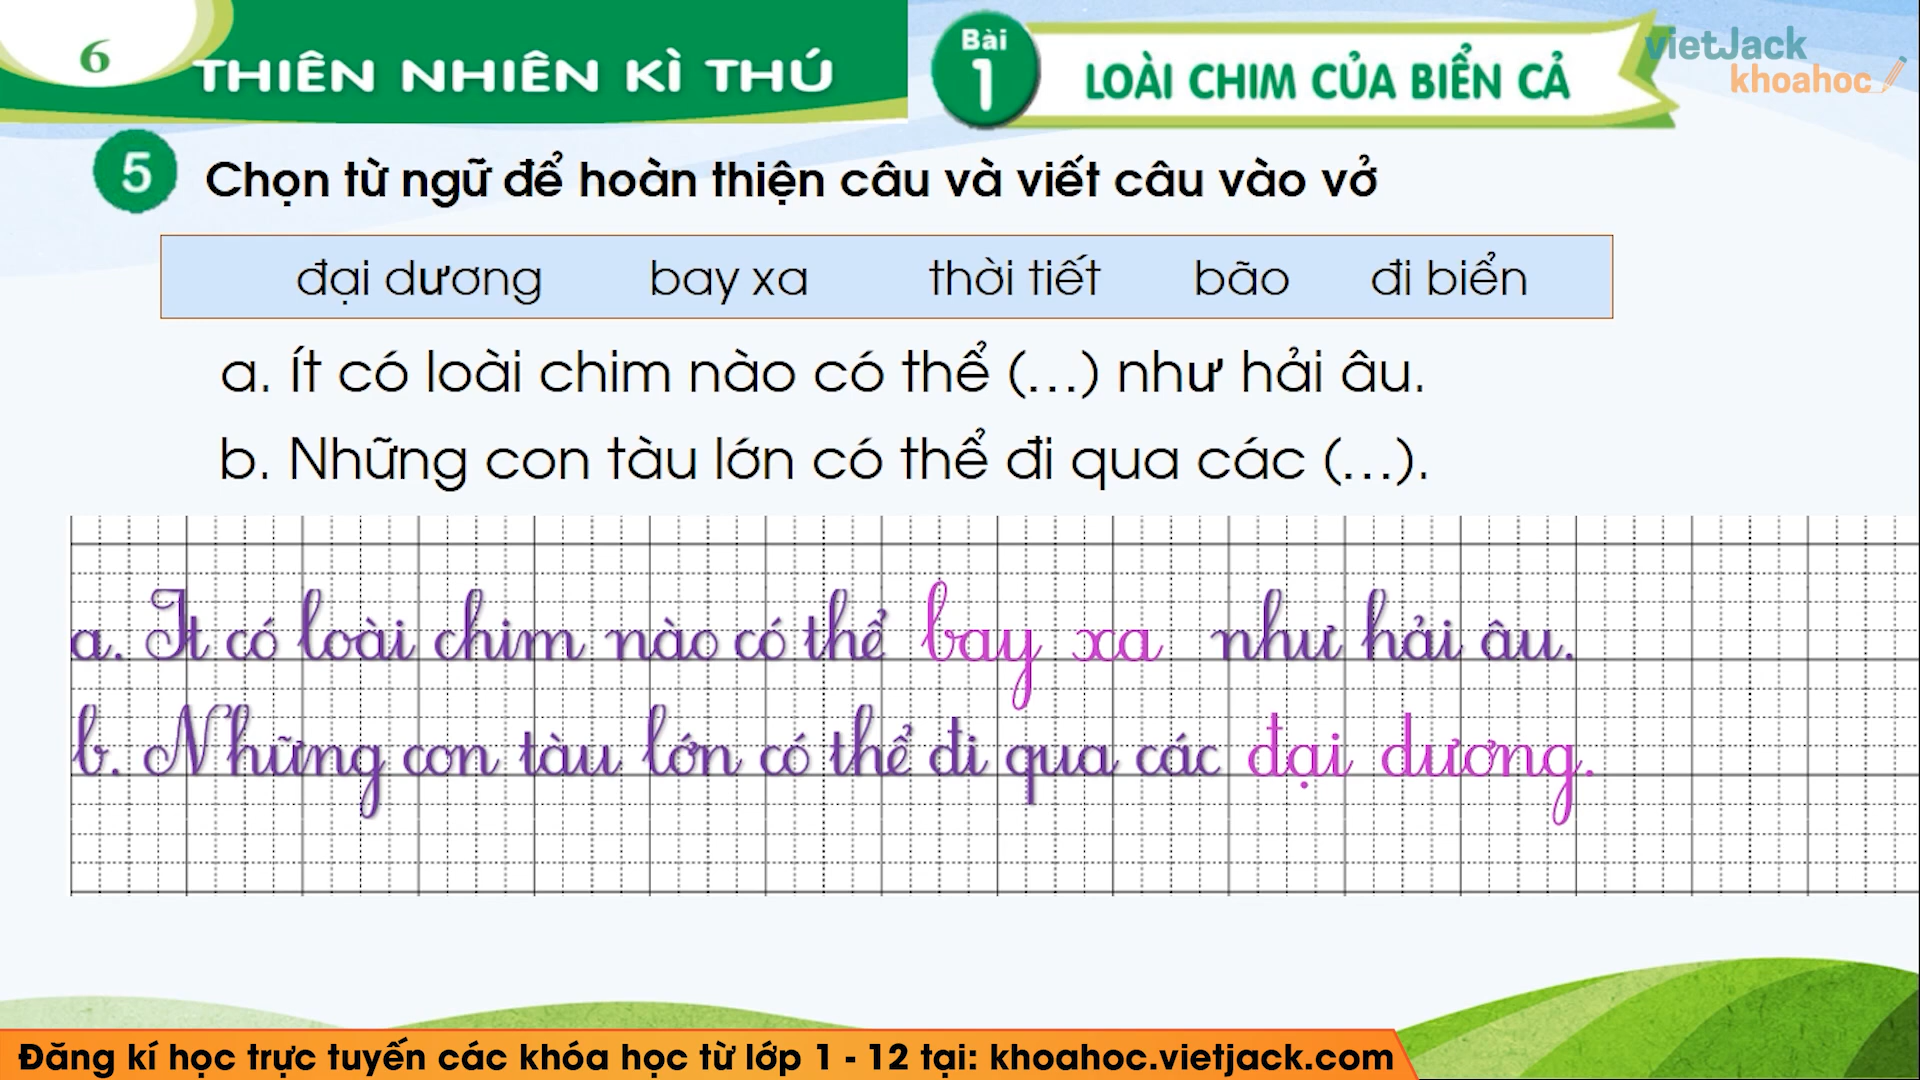 6
THIÊN NHIÊN KÌ THÚ
Bài
1
LOÀI CHIM CỦA BIỂN CẢ
vietJack
khoahoc
5 Chọn từ ngữ để hoàn thiện câu và viết câu vào vở
đại dương bay xa thời tiết bão đi biển
a. Ít có loài chim nào có thể (...) như hải âu.
b. Những con tàu lớn có thể đi qua các (...).
a. Ít có loài chim nào có thể bay xa như hải âu.
b. Những con tàu lớn có thể đi qua các đại dương.
Đăng kí học trực tuyến các khóa học từ lớp 1 - 12 tại: khoahoc.vietjack.com